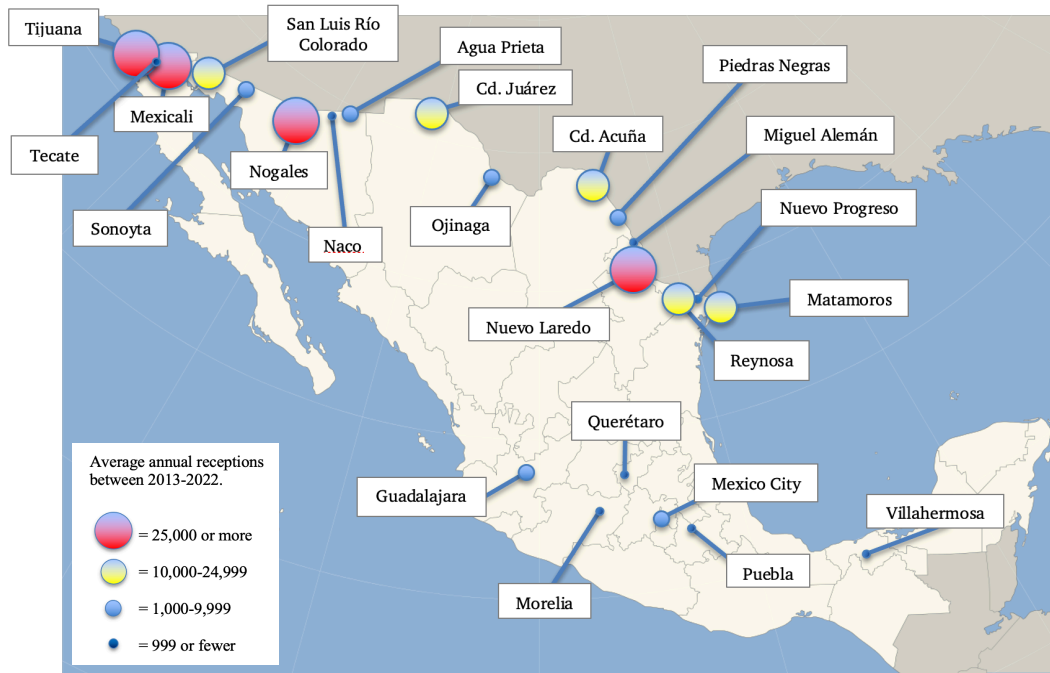 Tijuana
San Luis Río
Colorado
Agua Prieta
Piedras Negras
Cd. Juárez
Mexicali
Cd. Acuña
Miguel Alemán
Tecate
Nogales
Nuevo Progreso
Sonoyta
Ojinaga
Naco
Matamoros
Nuevo Laredo
Reynosa
Querétaro
Average annual receptions
between 2013-2022.
Guadalajara
Mexico City
Villahermosa
= 25,000 or more
= 10,000-24,999
Puebla
Morelia
= 1,000-9,999
= 999 or fewer